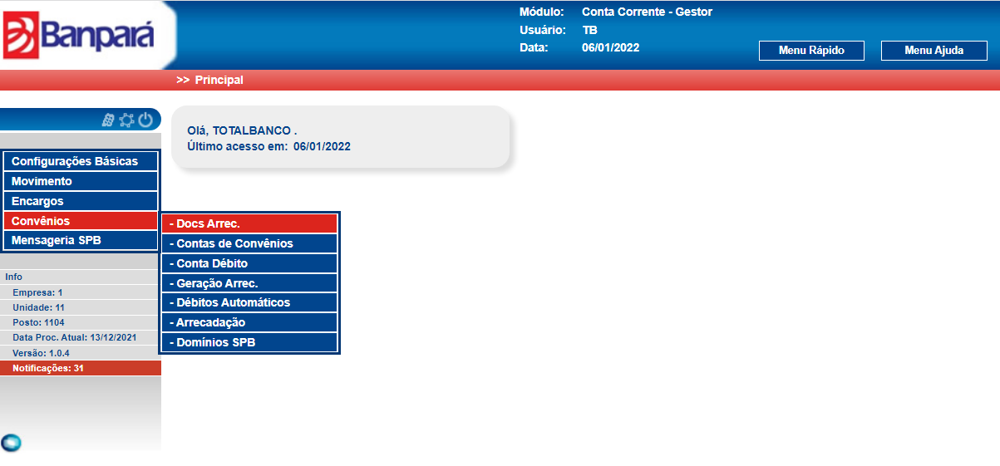 Banpará
Módulo: Conta Corrente - Gestor
Usuário: TB
Data: 06/01/2022
Menu Rápido
Menu Ajuda
>> Principal
Olá, TOTALBANCO .
Último acesso em: 06/01/2022
Configurações Básicas
Movimento
Encargos
Convênios
Mensageria SPB
- Docs Arrec.
- Contas de Convênios
- Conta Débito
- Geração Arrec.
- Débitos Automáticos
- Arrecadação
- Domínios SPB
Info
Empresa: 1
Unidade: 11
Posto: 1104
Data Proc. Atual: 13/12/2021
Versão: 1.0.4
Notificações: 31